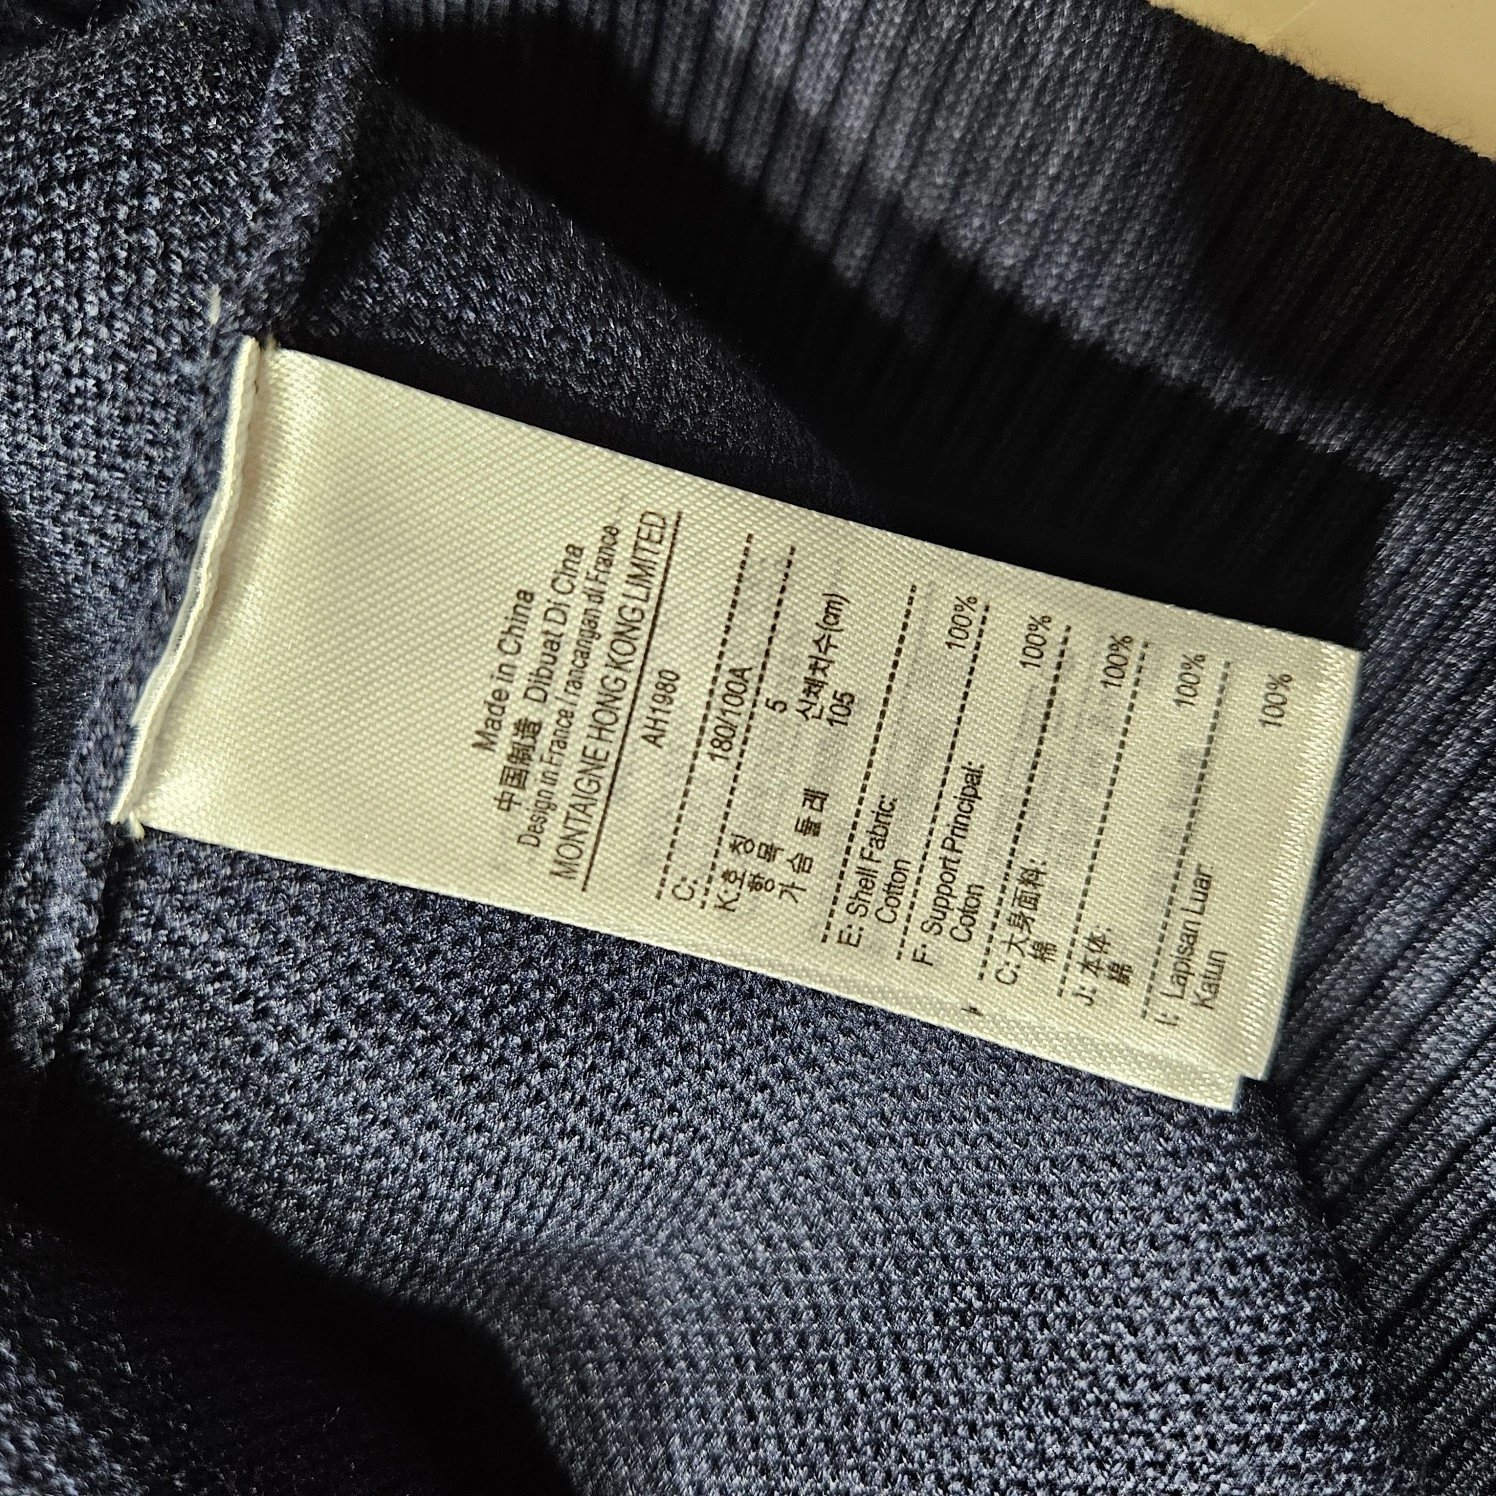 Made in China
中国制造 Dibuat Di Cina
Design in France Trancangan di France
MONTAIGNE HONG KONG LIMITED
AH1980
C: 180/100A
K:호 칭 5
항 목 신체치수(cm)
가 슴 둘 레 105
E: Shell Fabric:
Cotton 100%
F: Support Principal:
Coton 100%
C: 大身面料:
棉 100%
J: 本体:
綿 100%
I: Lapisan Luar
Katun 100%